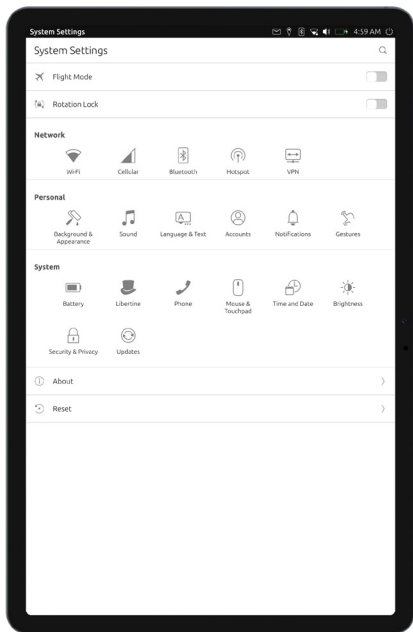 System Settings 4:59 AM
System Settings
Flight Mode
Rotation Lock
Network
Wi-Fi Cellular Bluetooth Hotspot VPN
Personal
Background & Appearance Sound Language & Text Accounts Notifications Gestures
System
Battery Libertine Phone Mouse & Touchpad Time and Date Brightness
Security & Privacy Updates
About
Reset